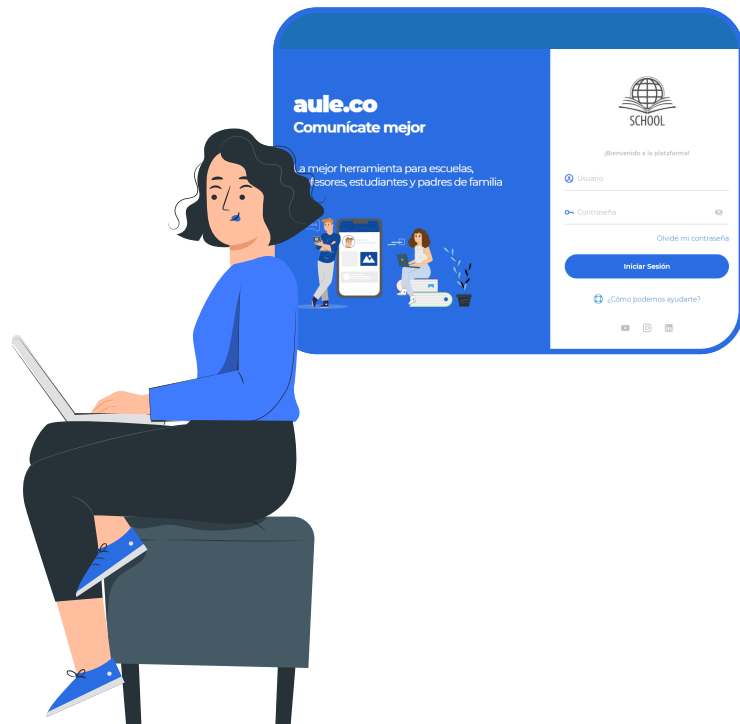 aule.co
Comunícate mejor
a mejor herramienta para escuelas,
fesores, estudiantes y padres de familia
SCHOOL
¡Bienvenido a la plataforma!
Usuario
Contraseña
Olvidé mi contraseña
Iniciar Sesión
¿Cómo podemos ayudarte?